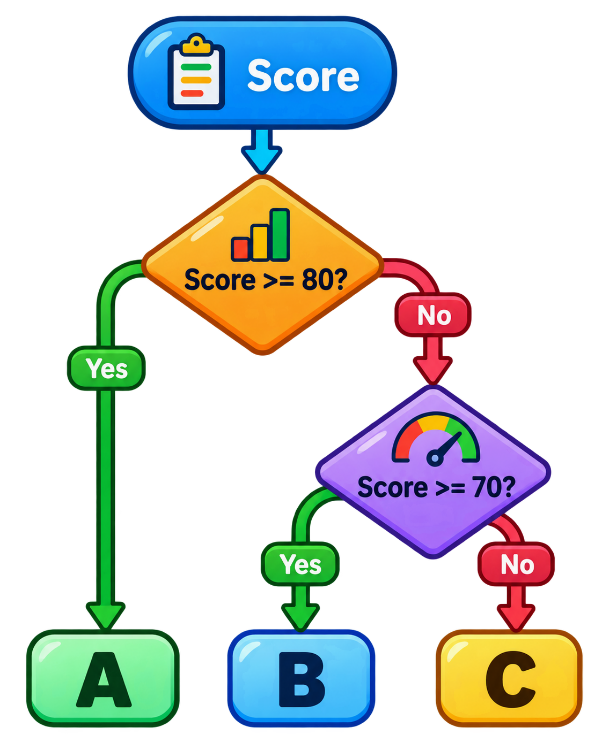 Score
Score >= 80?
No
Yes
Score >= 70?
Yes
No
A
B
C